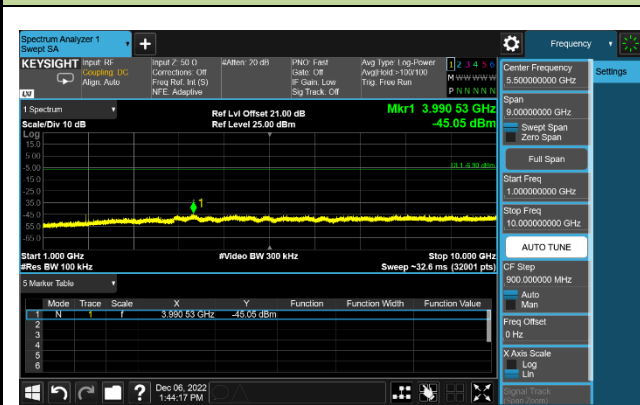 Spectrum Analyzer 1
Swept SA
+
Frequency
KEYSIGHT
Input: RF
Coupling: DC
Align: Auto
Input Z: 50 Ω
Corrections: Off
Freq Ref: Int (S)
NFE: Adaptive
#Atten: 20 dB
PNO: Fast
Gate: Off
IF Gain: Low
Sig Track: Off
Avg Type: Log-Power
Avg|Hold:>100/100
Trig: Free Run
1 2 3 4 5 6
M W W W W W
P N N N N N
LXI
1 Spectrum
Scale/Div 10 dB
Log
Ref Lvl Offset 21.00 dB
Ref Level 25.00 dBm
Mkr1 3.990 53 GHz
-45.05 dBm
15.0
5.00
-5.00
-15.0
-25.0
-35.0
-45.0
-55.0
-65.0
1
Start 1.000 GHz
#Res BW 100 kHz
#Video BW 300 kHz
Stop 10.000 GHz
Sweep ~32.6 ms (32001 pts)
5 Marker Table
Mode Trace Scale X Y Function Function Width Function Value
1 N 1 f 3.990 53 GHz -45.05 dBm
2
3
4
5
6
Dec 06, 2022
1:44:17 PM
?
Center Frequency
5.500000000 GHz
Settings
Span
9.00000000 GHz
Swept Span
Zero Span
Full Span
Start Freq
1.000000000 GHz
Stop Freq
10.000000000 GHz
AUTO TUNE
CF Step
900.000000 MHz
Auto
Man
Freq Offset
0 Hz
X Axis Scale
Log
Lin
Signal Track
(Span Zoom)